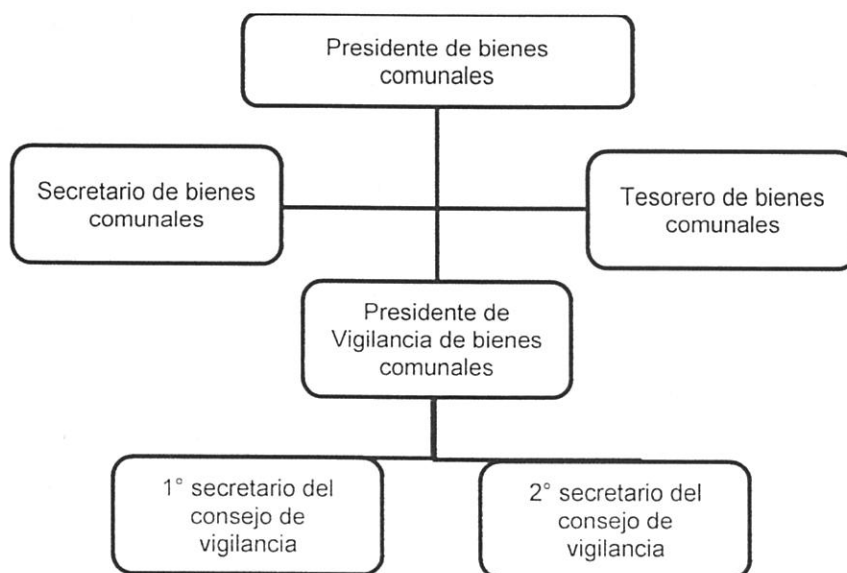 Presidente de bienes
comunales
Secretario de bienes
comunales
Tesorero de bienes
comunales
Presidente de
Vigilancia de bienes
comunales
1° secretario del
consejo de
vigilancia
2° secretario del
consejo de
vigilancia